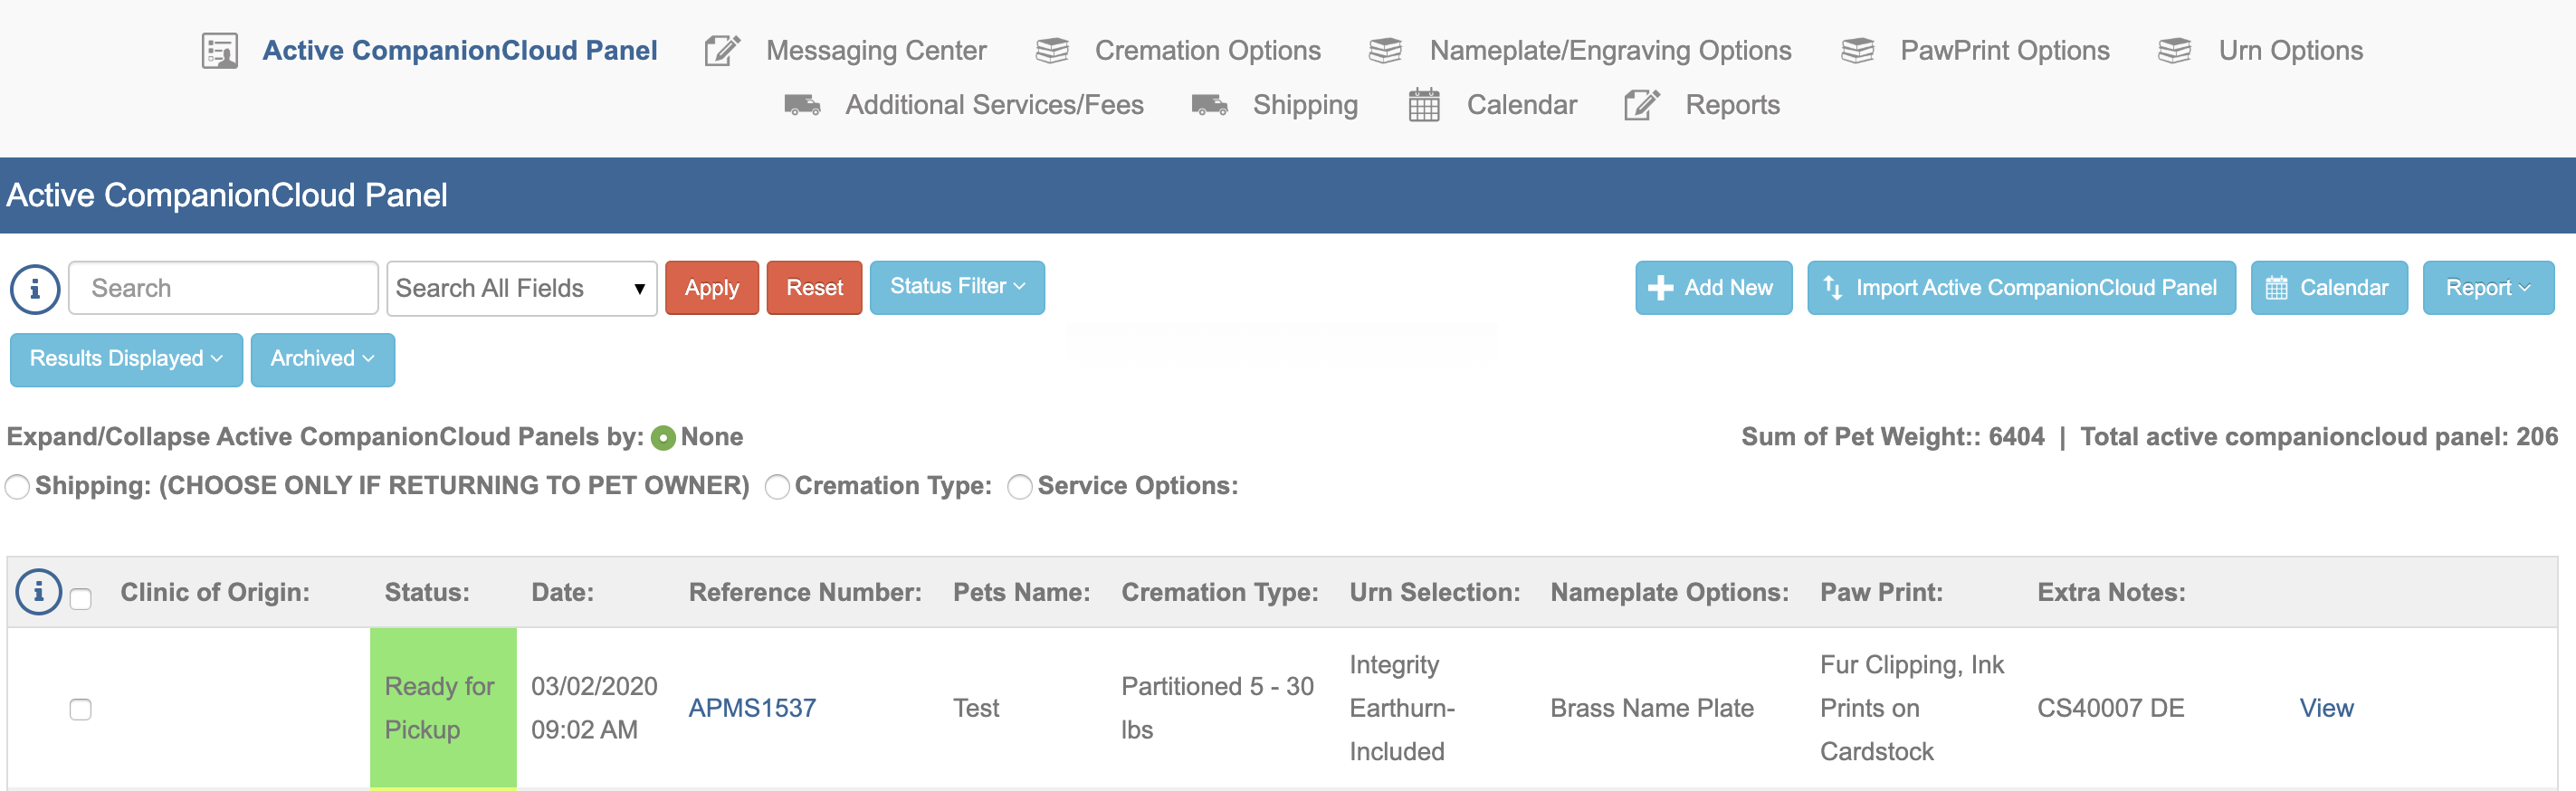 Active CompanionCloud Panel Messaging Center Cremation Options Nameplate/Engraving Options PawPrint Options Urn Options
Additional Services/Fees Shipping Calendar Reports
Active CompanionCloud Panel
Search Search All Fields Apply Reset Status Filter Add New Import Active CompanionCloud Panel Calendar Report
Results Displayed Archived
Expand/Collapse Active CompanionCloud Panels by: None Sum of Pet Weight:: 6404 | Total active companioncloud panel: 206
Shipping: (CHOOSE ONLY IF RETURNING TO PET OWNER) Cremation Type: Service Options:
Clinic of Origin: Status: Date: Reference Number: Pets Name: Cremation Type: Urn Selection: Nameplate Options: Paw Print: Extra Notes:
Ready for
Pickup
03/02/2020
09:02 AM
APMS1537
Test
Partitioned 5 - 30
lbs
Integrity
Earthurn-
Included
Brass Name Plate
Fur Clipping, Ink
Prints on
Cardstock
CS40007 DE
View